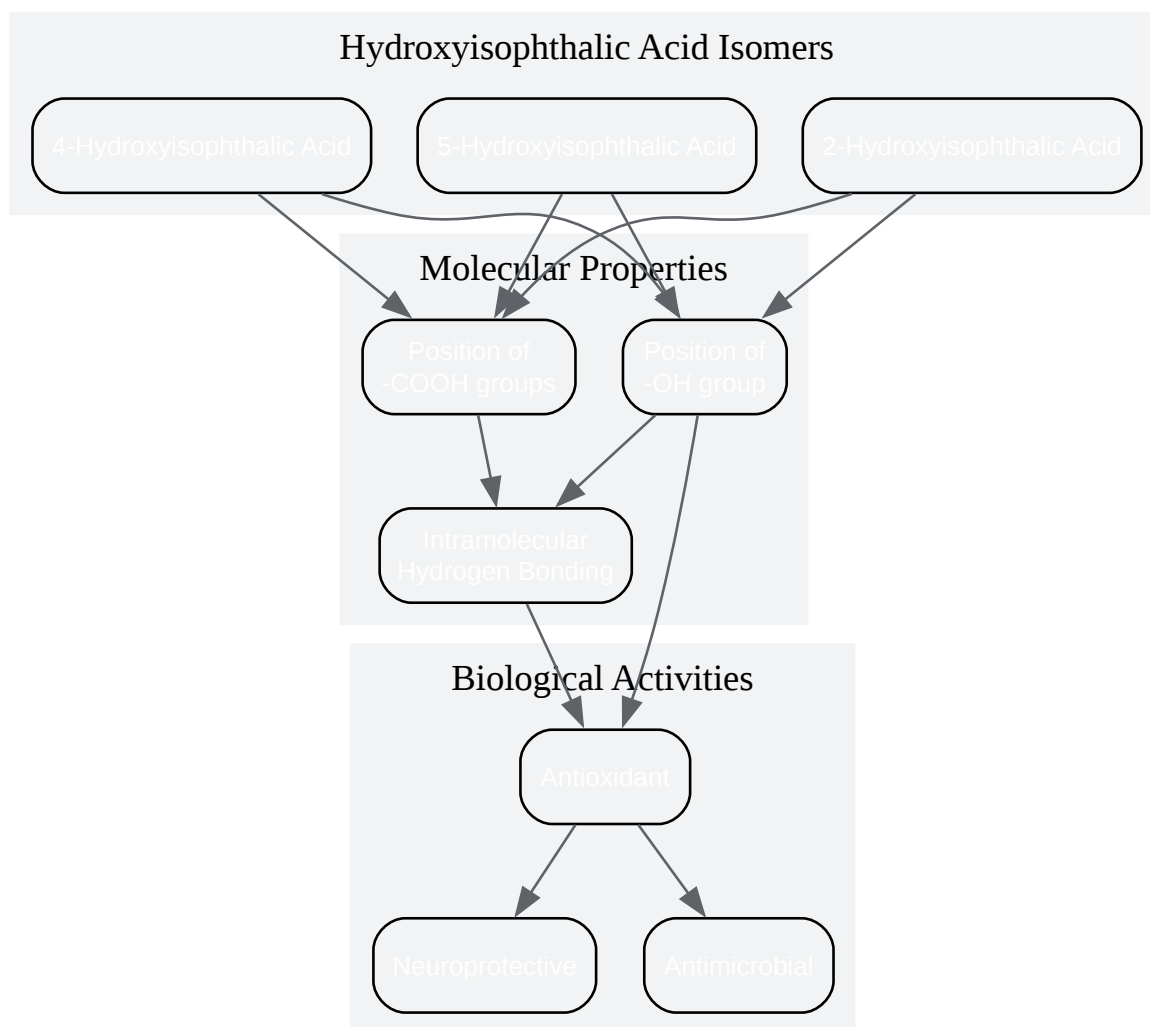 Hydroxyisophthalic Acid Isomers
4-Hydroxyisophthalic Acid
5-Hydroxyisophthalic Acid
2-Hydroxyisophthalic Acid
Molecular Properties
Position of
-COOH groups
Position of
-OH group
Intramolecular
Hydrogen Bonding
Biological Activities
Antioxidant
Neuroprotective
Antimicrobial